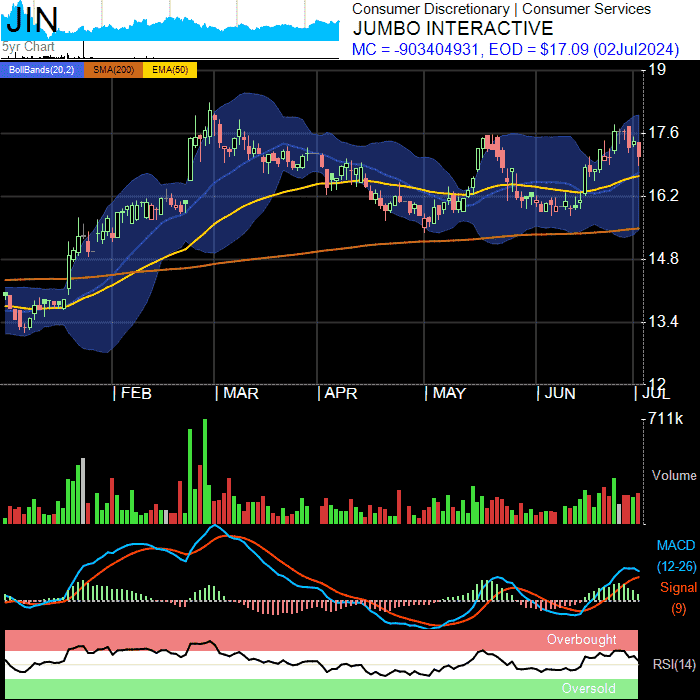 JIN
5yr Chart
Consumer Discretionary | Consumer Services
JUMBO INTERACTIVE
MC = -903404931, EOD = $17.09 (02Jul2024)
BollBands(20,2) SMA(200) EMA(50)
19
17.6
16.2
14.8
13.4
12
FEB MAR APR MAY JUN JUL
711k
Volume
MACD
(12-26)
Signal
(9)
Overbought
RSI(14)
Oversold